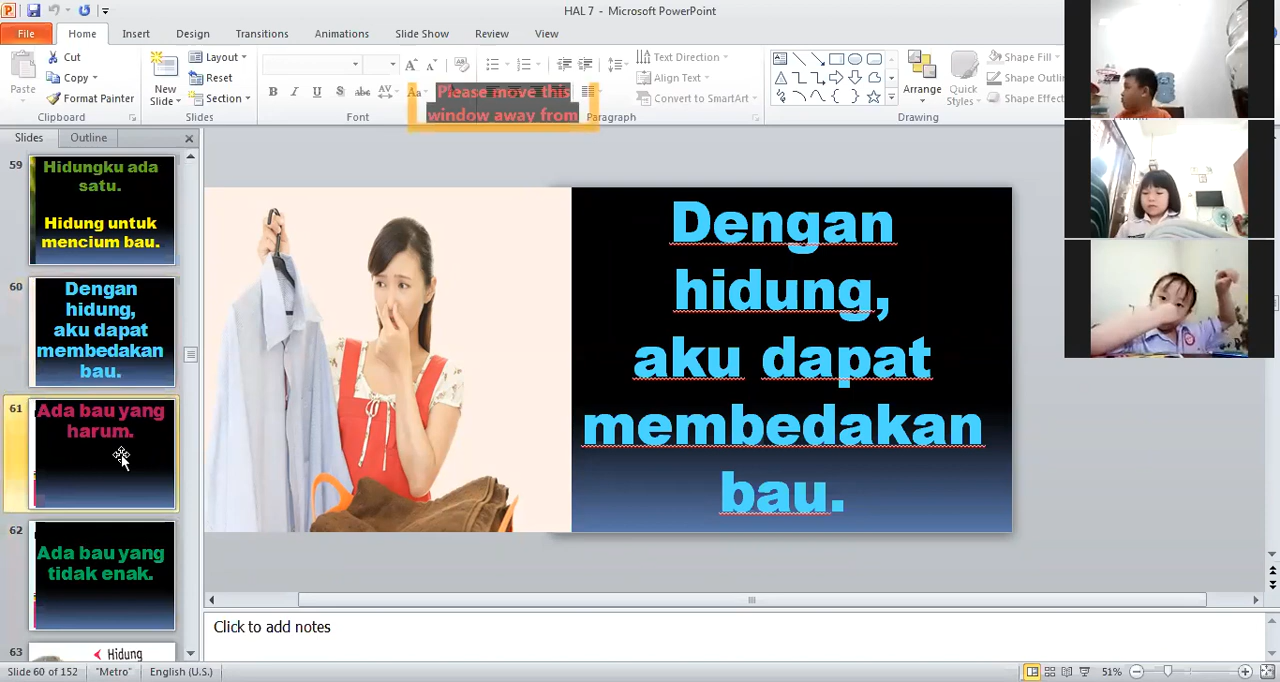 HAL 7 - Microsoft PowerPoint
File Home Insert Design Transitions Animations Slide Show Review View
Cut
Copy
Format Painter
Paste
Clipboard
New
Slide
Layout
Reset
Section
Slides
Font
Please move this
window away from
Text Direction
Align Text
Convert to SmartArt
Paragraph
Arrange
Quick
Styles
Shape Fill
Shape Outli
Shape Effec
Drawing
Slides Outline
59
Hidungku ada
satu.
Hidung untuk
mencium bau.
60
Dengan
hidung,
aku dapat
membedakan
bau.
61
Ada bau yang
harum.
62
Ada bau yang
tidak enak.
63
Hidung
Dengan
hidung,
aku dapat
membedakan
bau.
Click to add notes
Slide 60 of 152 "Metro" English (U.S.) 51%